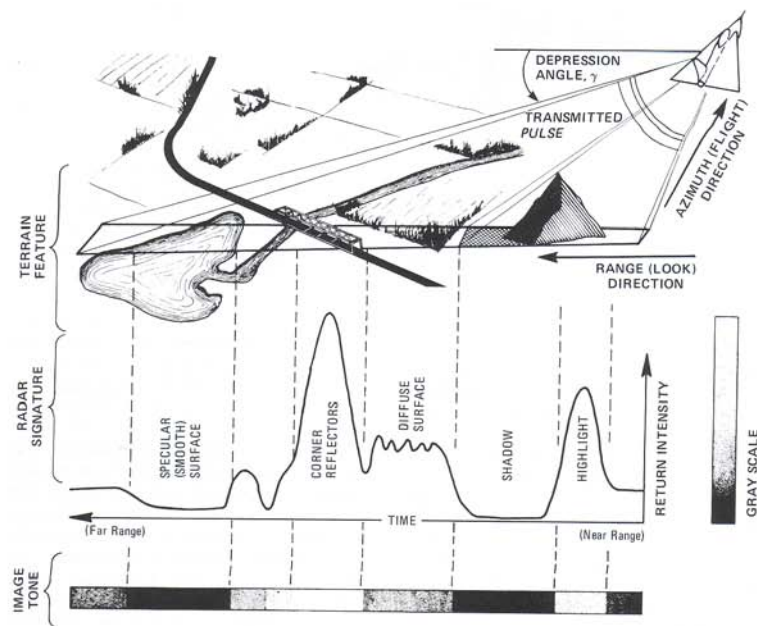 DEPRESSION
ANGLE, γ
TRANSMITTED
PULSE
AZIMUTH (FLIGHT)
DIRECTION
RANGE (LOOK)
DIRECTION
TERRAIN
FEATURE
RADAR
SIGNATURE
SPECULAR
(SMOOTH)
SURFACE
CORNER
REFLECTORS
DIFFUSE
SURFACE
SHADOW
HIGHLIGHT
RETURN INTENSITY
GRAY SCALE
(Far Range)
TIME
(Near Range)
IMAGE
TONE